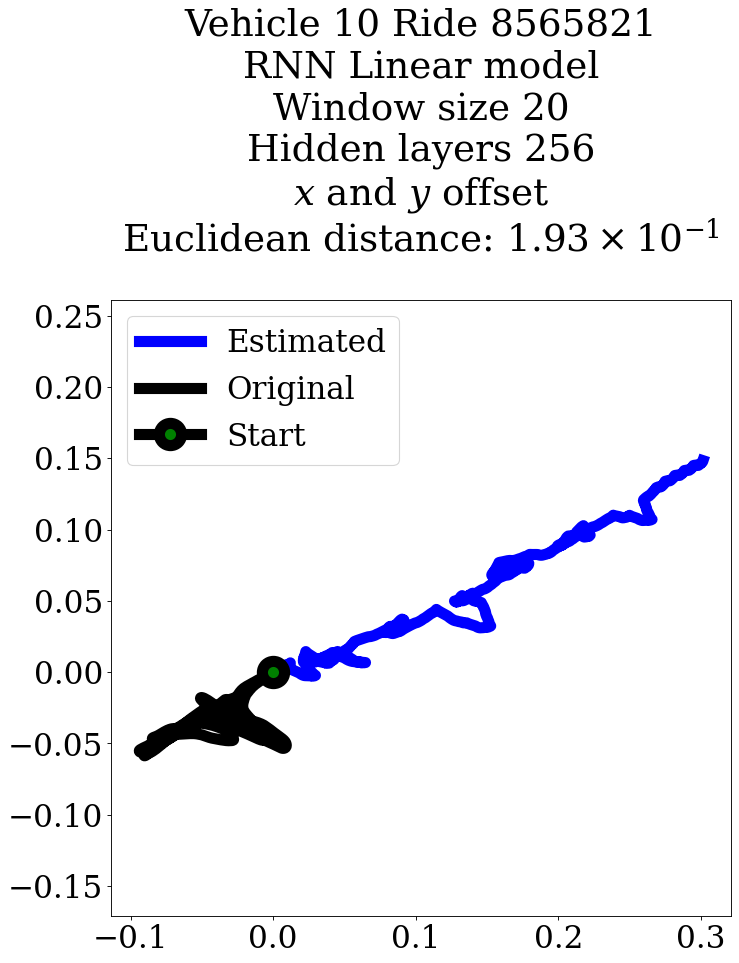 Vehicle 10 Ride 8565821
RNN Linear model
Window size 20
Hidden layers 256
x and y offset
Euclidean distance: 1.93 × 10⁻¹
Estimated
Original
Start
0.25
0.20
0.15
0.10
0.05
0.00
−0.05
−0.10
−0.15
−0.1 0.0 0.1 0.2 0.3